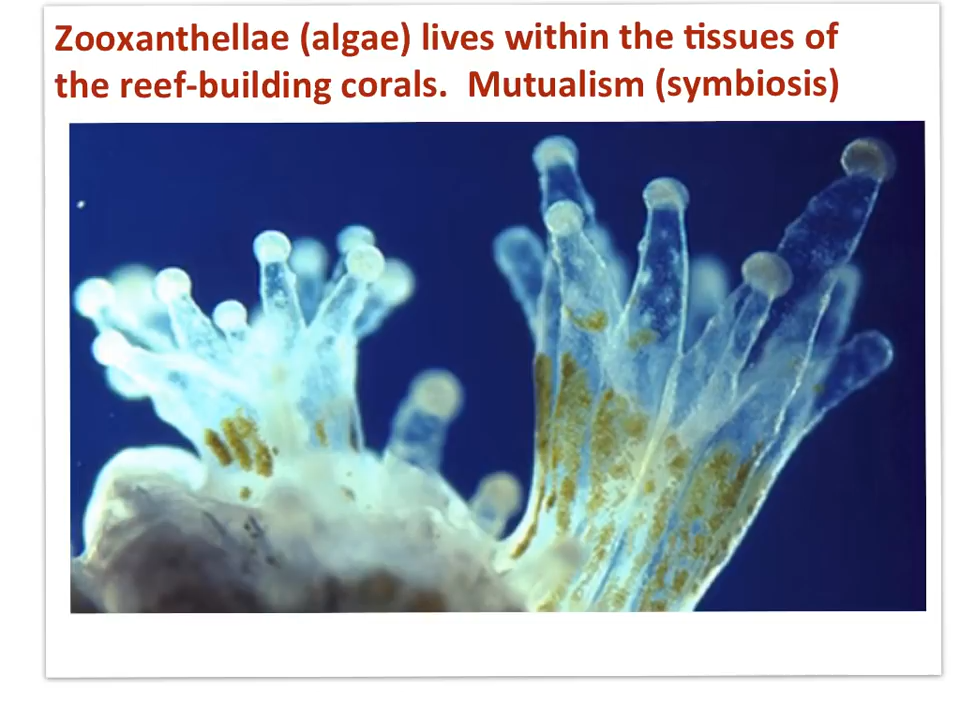 Zooxanthellae (algae) lives within the tissues of
the reef-building corals.  Mutualism (symbiosis)